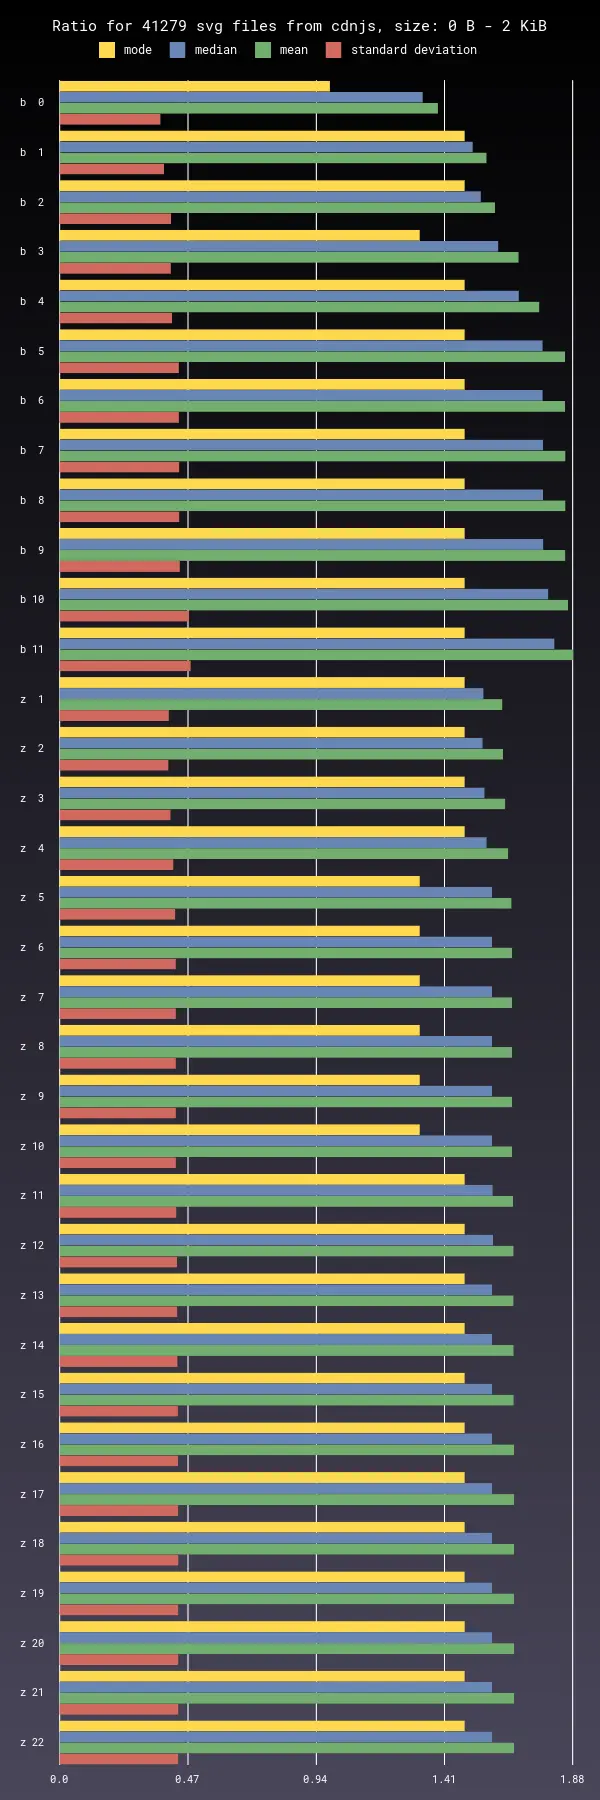 Ratio for 41279 svg files from cdnjs, size: 0 B - 2 KiB
mode median mean standard deviation
b 0
b 1
b 2
b 3
b 4
b 5
b 6
b 7
b 8
b 9
b 10
b 11
z 1
z 2
z 3
z 4
z 5
z 6
z 7
z 8
z 9
z 10
z 11
z 12
z 13
z 14
z 15
z 16
z 17
z 18
z 19
z 20
z 21
z 22
0.0 0.47 0.94 1.41 1.88